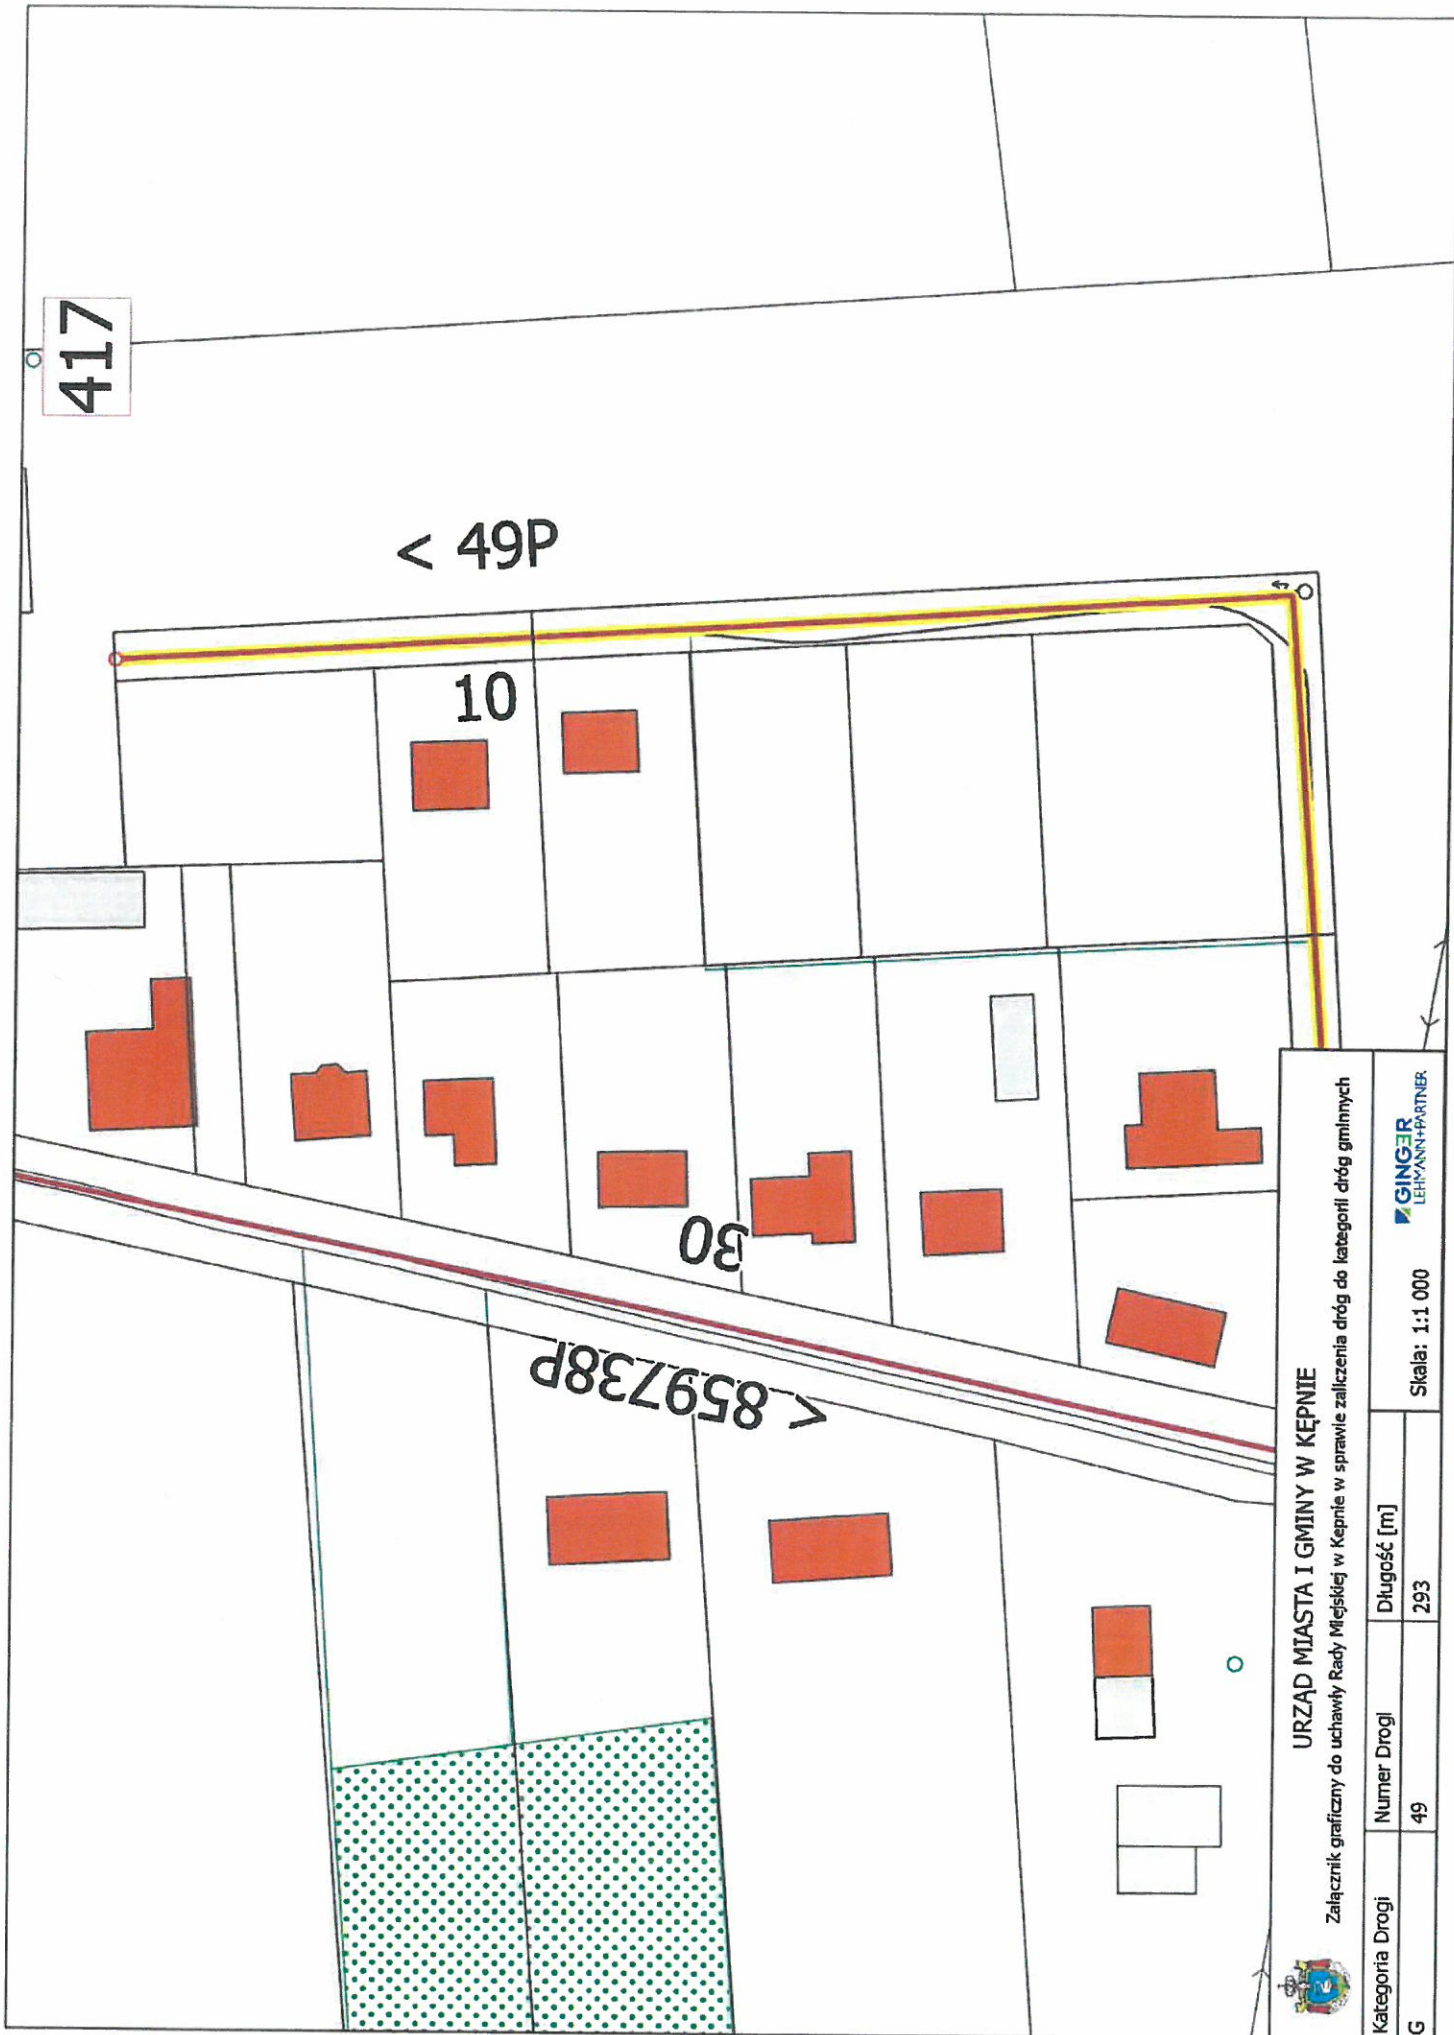 417
< 49P
10
30
< 859738P
URZĄD MIASTA I GMINY W KĘPNIE
Załącznik graficzny do uchawły Rady Miejskiej w Kępnie w sprawie zaliczenia dróg do kategorii dróg gminnych
Kategoria Drogi Numer Drogi Długość [m]
G 49 293
Skala: 1:1 000
GINGER
LEHMANN+PARTNER